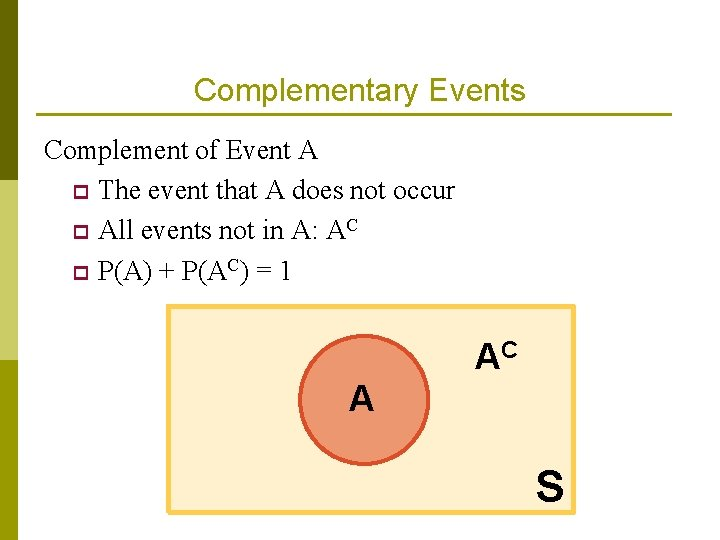 Complementary Events
Complement of Event A
The event that A does not occur
All events not in A: Aᶜ
P(A) + P(Aᶜ) = 1
Aᶜ
A
S